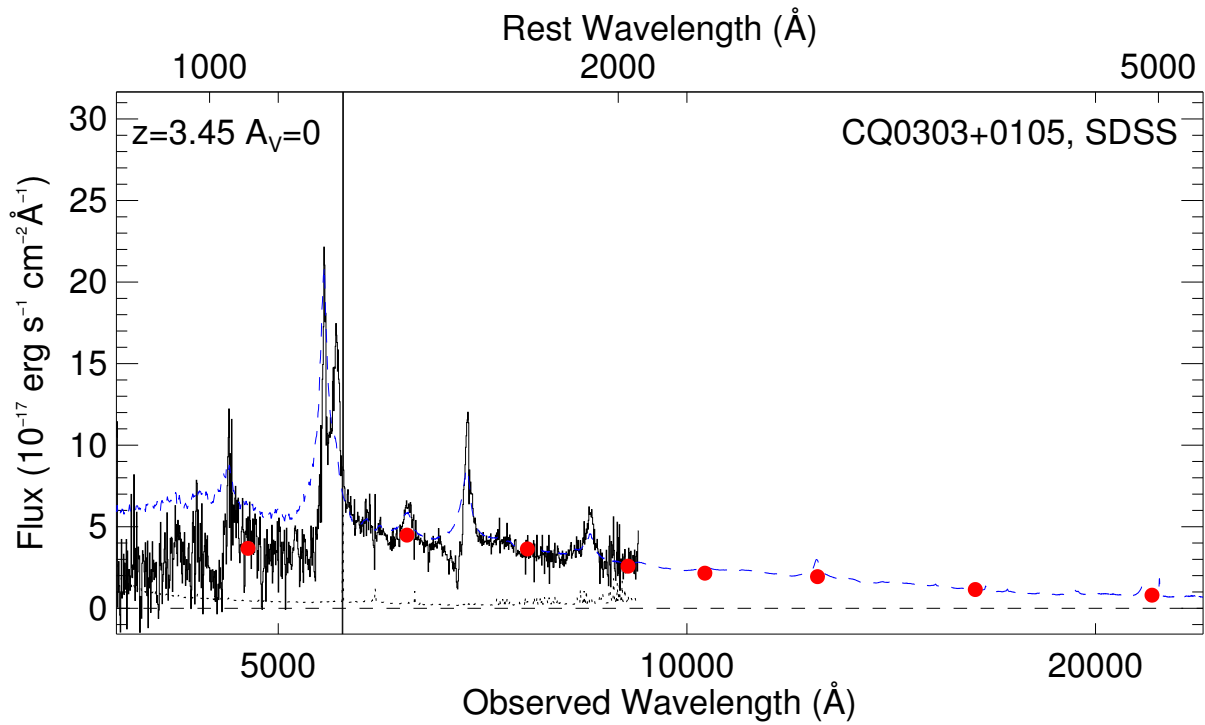 Rest Wavelength (Å)
1000 2000 5000
z=3.45 A_V=0 CQ0303+0105, SDSS
30
25
20
15
10
5
0
Flux (10⁻¹⁷ erg s⁻¹ cm⁻²Å⁻¹)
5000 10000 20000
Observed Wavelength (Å)